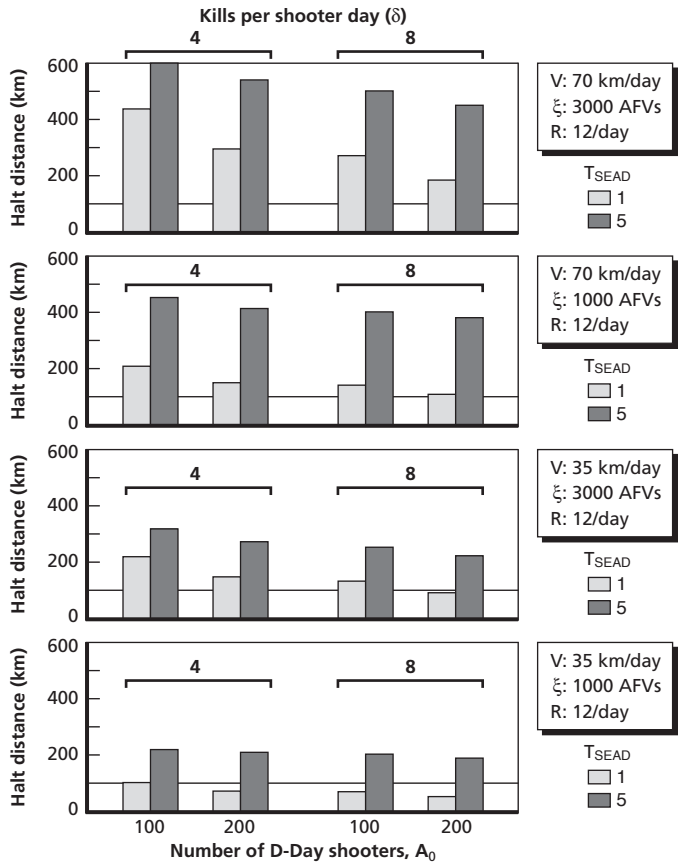 Kills per shooter day (δ)
4 8
Halt distance (km)
600
400
200
0
V: 70 km/day
ξ: 3000 AFVs
R: 12/day
TSEAD
1
5
Halt distance (km)
600
400
200
0
4 8
V: 70 km/day
ξ: 1000 AFVs
R: 12/day
TSEAD
1
5
Halt distance (km)
600
400
200
0
4 8
V: 35 km/day
ξ: 3000 AFVs
R: 12/day
TSEAD
1
5
Halt distance (km)
600
400
200
0
4 8
V: 35 km/day
ξ: 1000 AFVs
R: 12/day
TSEAD
1
5
100 200 100 200
Number of D-Day shooters, A0